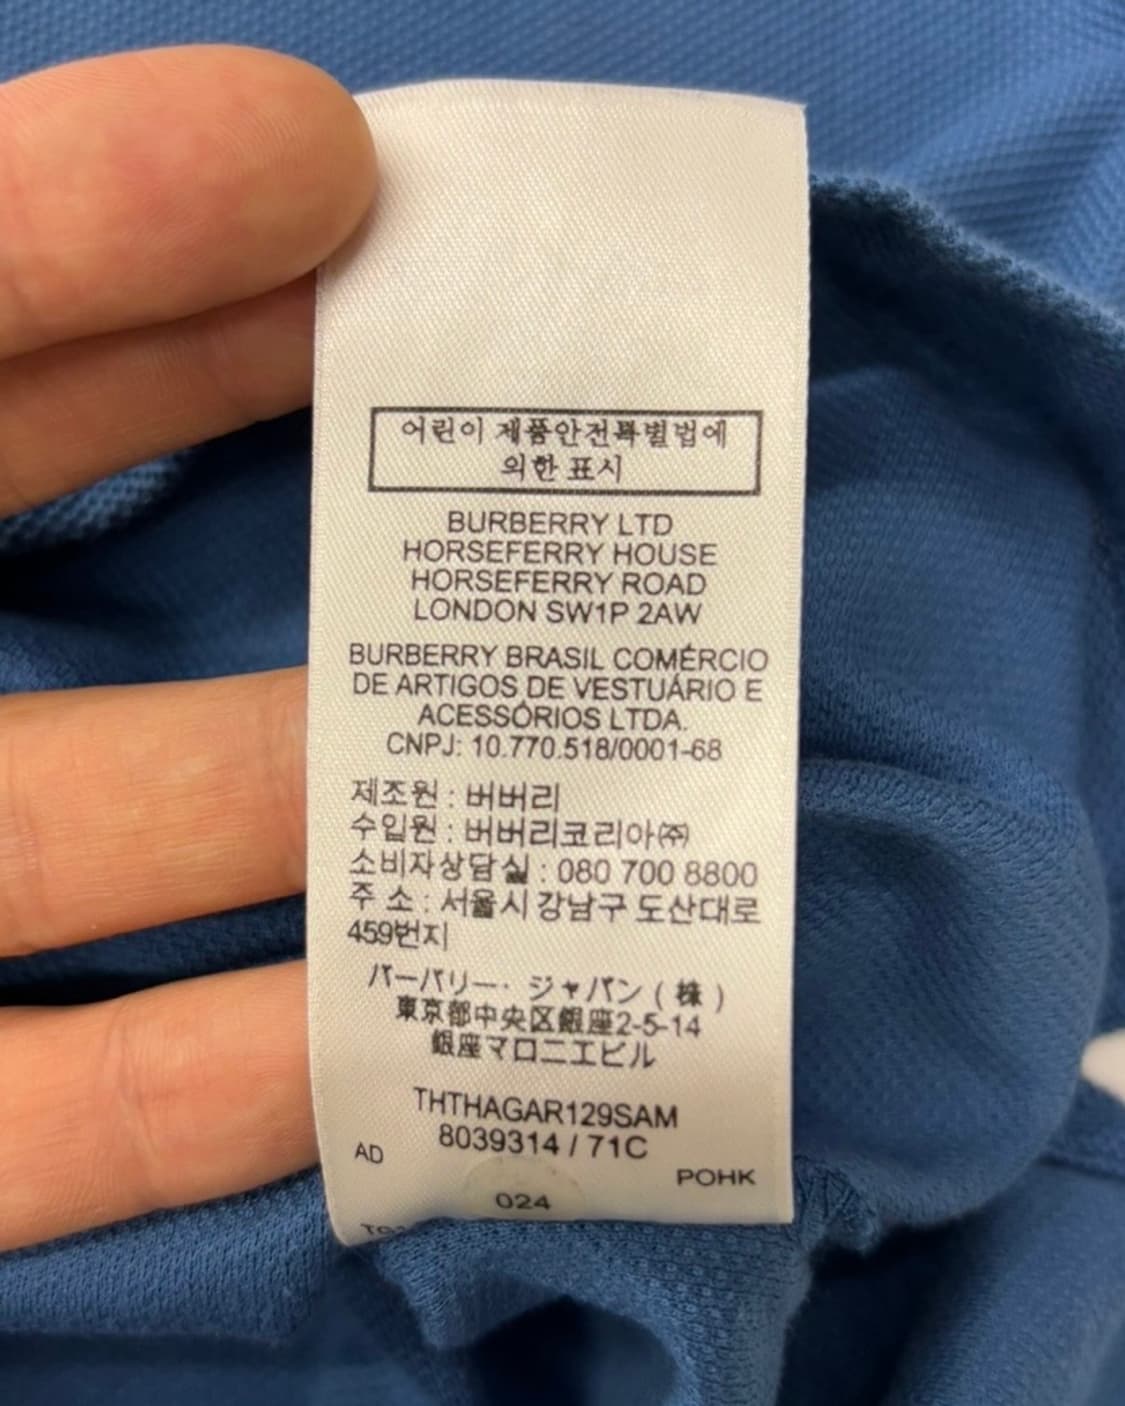 어린이 제품안전특별법에
의한 표시
BURBERRY LTD
HORSEFERRY HOUSE
HORSEFERRY ROAD
LONDON SW1P 2AW
BURBERRY BRASIL COMÉRCIO
DE ARTIGOS DE VESTUÁRIO E
ACESSÓRIOS LTDA.
CNPJ: 10.770.518/0001-68
제조원 : 버버리
수입원 : 버버리코리아㈜
소비자상담실 : 080 700 8800
주 소 : 서울시 강남구 도산대로
459번지
バーバリー・ジャパン ( 株 )
東京都中央区銀座2-5-14
銀座マロニエビル
THTHAGAR129SAM
8039314 / 71C
AD
POHK
024